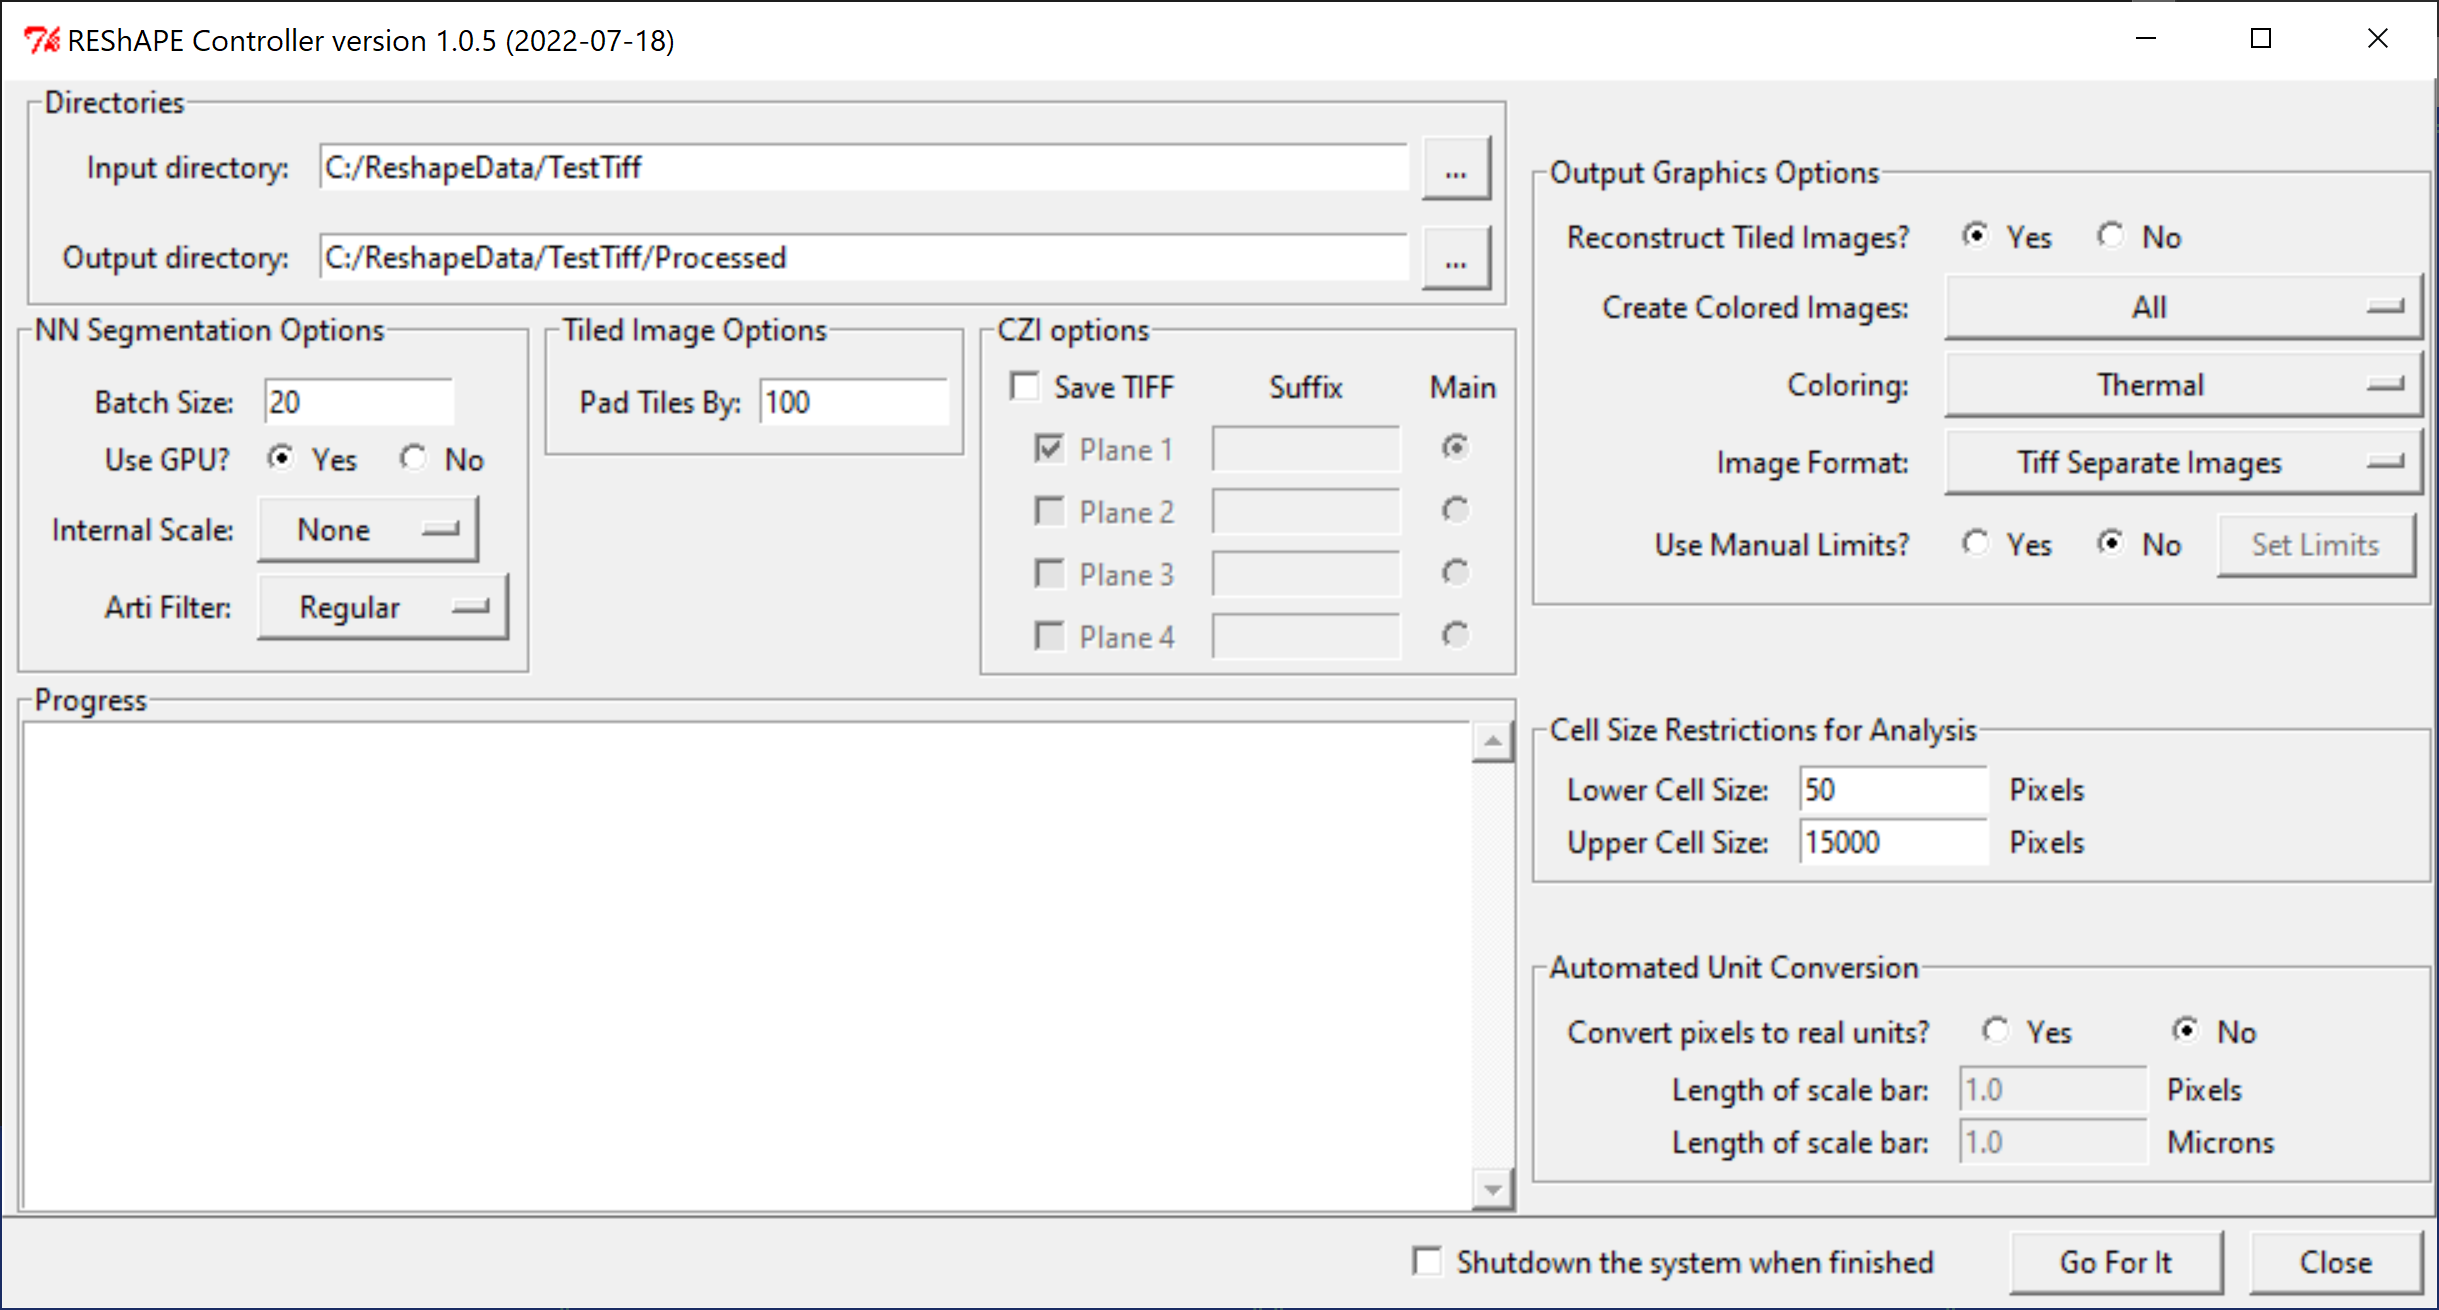 REShAPE Controller version 1.0.5 (2022-07-18)
Directories
Input directory: C:/ReshapeData/TestTiff ...
Output directory: C:/ReshapeData/TestTiff/Processed ...
NN Segmentation Options
Batch Size: 20
Use GPU? Yes No
Internal Scale: None
Arti Filter: Regular
Tiled Image Options
Pad Tiles By: 100
CZI options
Save TIFF Suffix Main
Plane 1
Plane 2
Plane 3
Plane 4
Output Graphics Options
Reconstruct Tiled Images? Yes No
Create Colored Images: All
Coloring: Thermal
Image Format: Tiff Separate Images
Use Manual Limits? Yes No Set Limits
Progress
Cell Size Restrictions for Analysis
Lower Cell Size: 50 Pixels
Upper Cell Size: 15000 Pixels
Automated Unit Conversion
Convert pixels to real units? Yes No
Length of scale bar: 1.0 Pixels
Length of scale bar: 1.0 Microns
Shutdown the system when finished Go For It Close